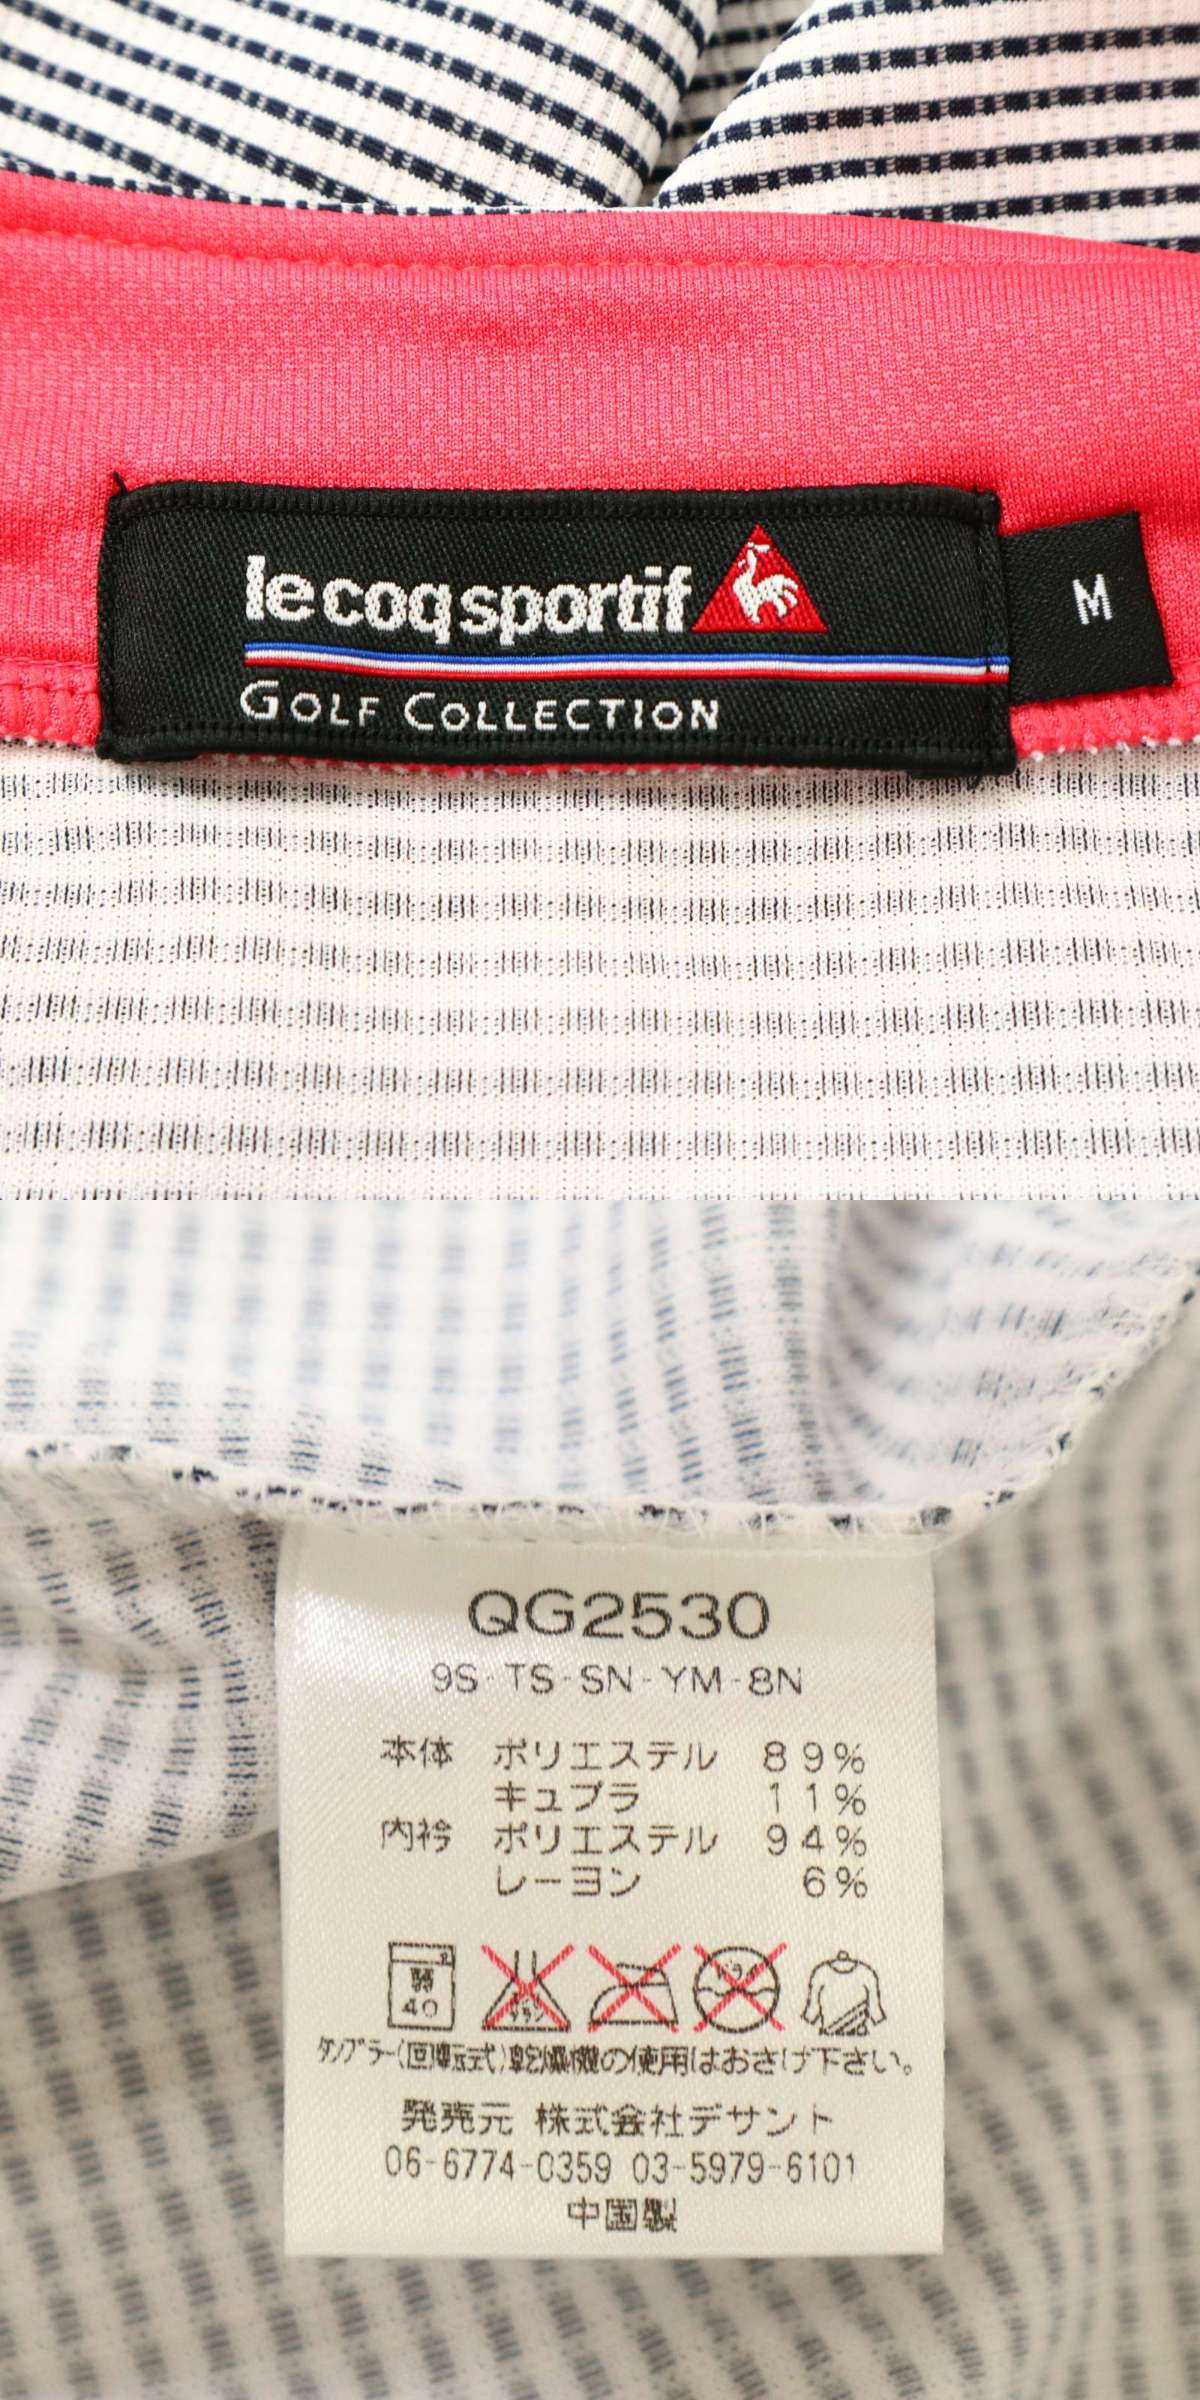 le coq sportif
GOLF COLLECTION
M
QG2530
9S-TS-SN-YM-8N
本体 ポリエステル 89%
キュプラ 11%
内衿 ポリエステル 94%
レーヨン 6%
弱 40
ドライ
タンブラー(回転式)乾燥機の使用はおさけ下さい。
発売元 株式会社デサント
06-6774-0359 03-5979-6101
中国製